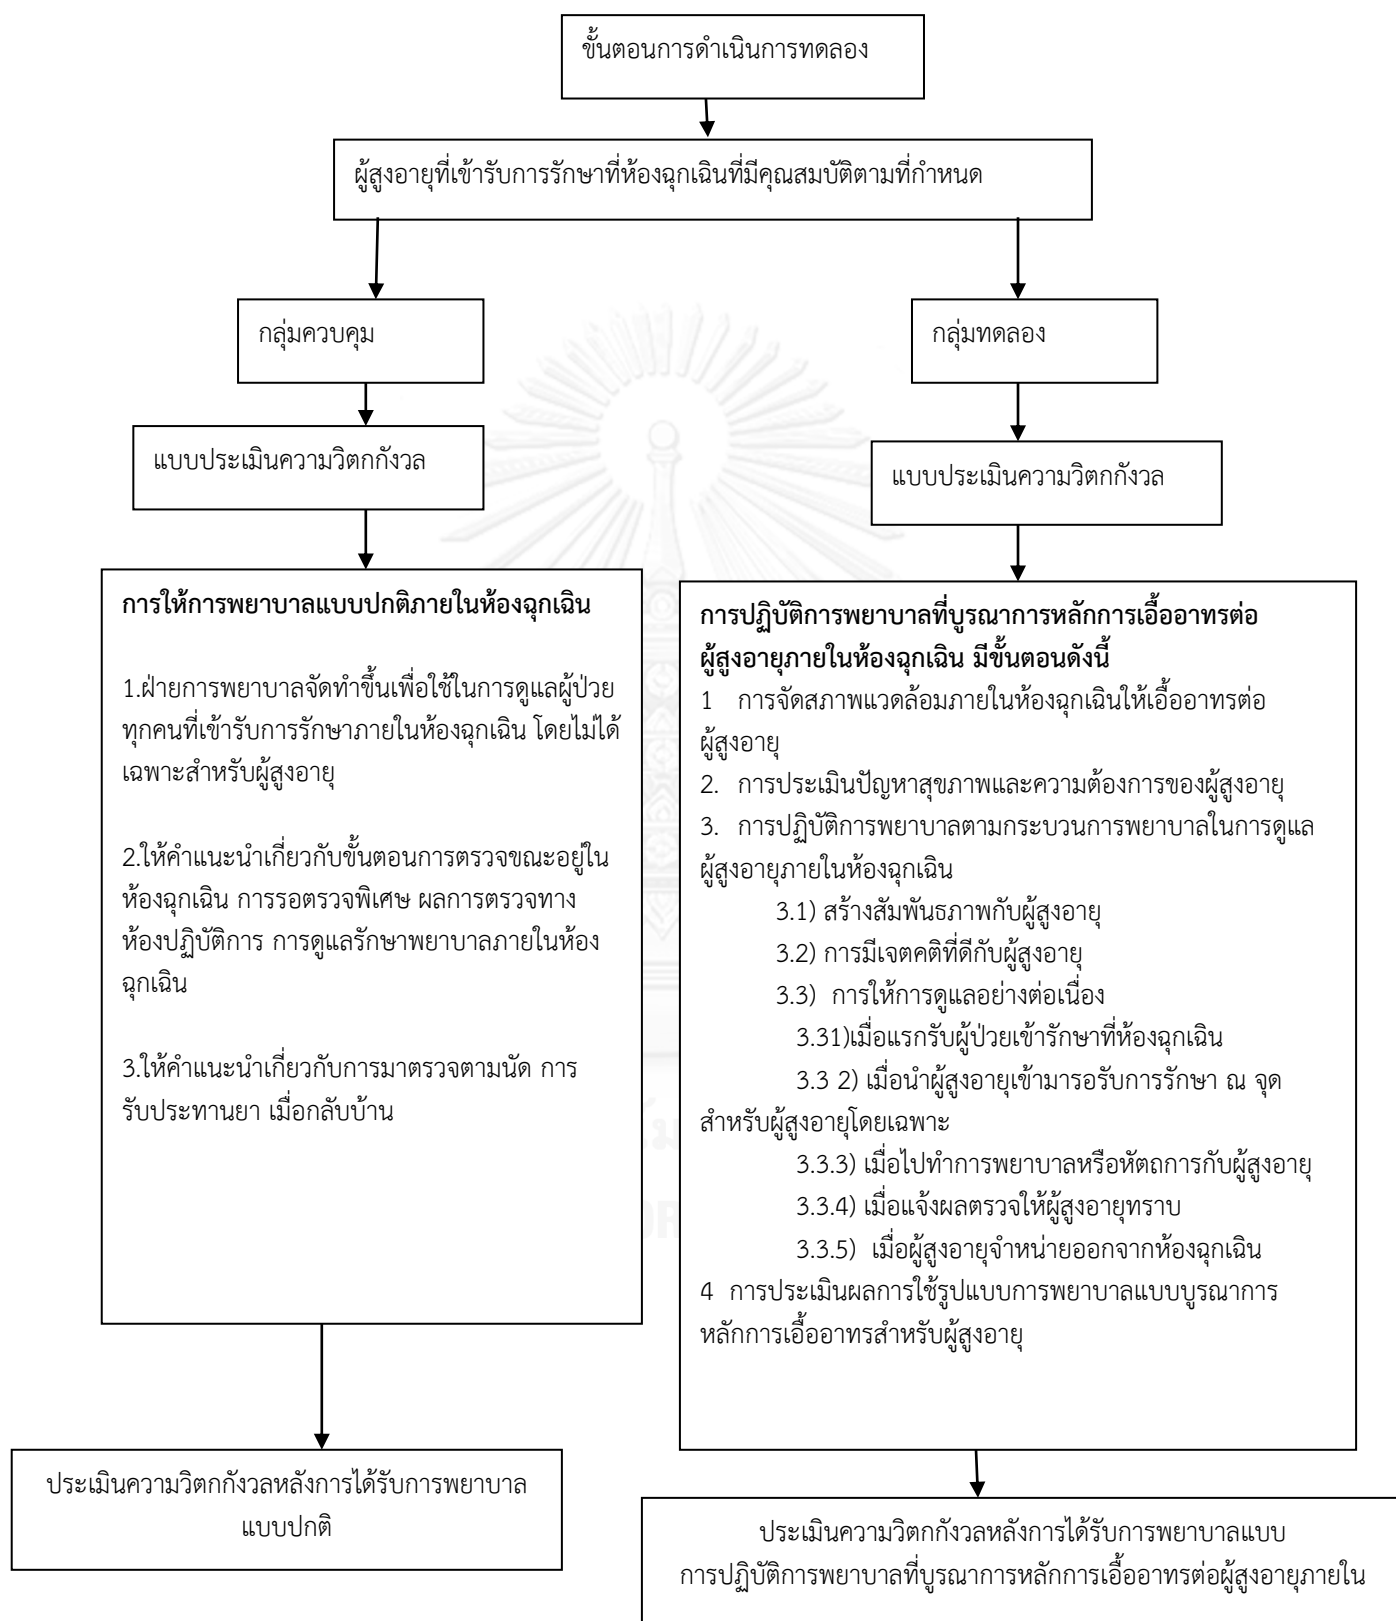 ขั้นตอนการดำเนินการทดลอง
ผู้สูงอายุที่เข้ารับการรักษาที่ห้องฉุกเฉินที่มีคุณสมบัติตามที่กำหนด
กลุ่มควบคุม
แบบประเมินความวิตกกังวล
การให้การพยาบาลแบบปกติภายในห้องฉุกเฉิน
1.ฝ่ายการพยาบาลจัดทำขึ้นเพื่อใช้ในการดูแลผู้ป่วย
ทุกคนที่เข้ารับการรักษาภายในห้องฉุกเฉิน โดยไม่ได้
เฉพาะสำหรับผู้สูงอายุ
2.ให้คำแนะนำเกี่ยวกับขั้นตอนการตรวจขณะอยู่ใน
ห้องฉุกเฉิน การรอตรวจพิเศษ ผลการตรวจทาง
ห้องปฏิบัติการ การดูแลรักษาพยาบาลภายในห้อง
ฉุกเฉิน
3.ให้คำแนะนำเกี่ยวกับการมาตรวจตามนัด การ
รับประทานยา เมื่อกลับบ้าน
ประเมินความวิตกกังวลหลังการได้รับการพยาบาล
แบบปกติ
กลุ่มทดลอง
แบบประเมินความวิตกกังวล
การปฏิบัติการพยาบาลที่บูรณาการหลักการเอื้ออาทรต่อ
ผู้สูงอายุภายในห้องฉุกเฉิน มีขั้นตอนดังนี้
1 การจัดสภาพแวดล้อมภายในห้องฉุกเฉินให้เอื้ออาทรต่อ
ผู้สูงอายุ
2. การประเมินปัญหาสุขภาพและความต้องการของผู้สูงอายุ
3. การปฏิบัติการพยาบาลตามกระบวนการพยาบาลในการดูแล
ผู้สูงอายุภายในห้องฉุกเฉิน
3.1) สร้างสัมพันธภาพกับผู้สูงอายุ
3.2) การมีเจตคติที่ดีกับผู้สูงอายุ
3.3) การให้การดูแลอย่างต่อเนื่อง
3.31)เมื่อแรกรับผู้ป่วยเข้ารักษาที่ห้องฉุกเฉิน
3.3 2) เมื่อนำผู้สูงอายุเข้ามารอรับการรักษา ณ จุด
สำหรับผู้สูงอายุโดยเฉพาะ
3.3.3) เมื่อไปทำการพยาบาลหรือหัตถการกับผู้สูงอายุ
3.3.4) เมื่อแจ้งผลตรวจให้ผู้สูงอายุทราบ
3.3.5) เมื่อผู้สูงอายุจำหน่ายออกจากห้องฉุกเฉิน
4 การประเมินผลการใช้รูปแบบการพยาบาลแบบบูรณาการ
หลักการเอื้ออาทรสำหรับผู้สูงอายุ
ประเมินความวิตกกังวลหลังการได้รับการพยาบาลแบบ
การปฏิบัติการพยาบาลที่บูรณาการหลักการเอื้ออาทรต่อผู้สูงอายุภายใน